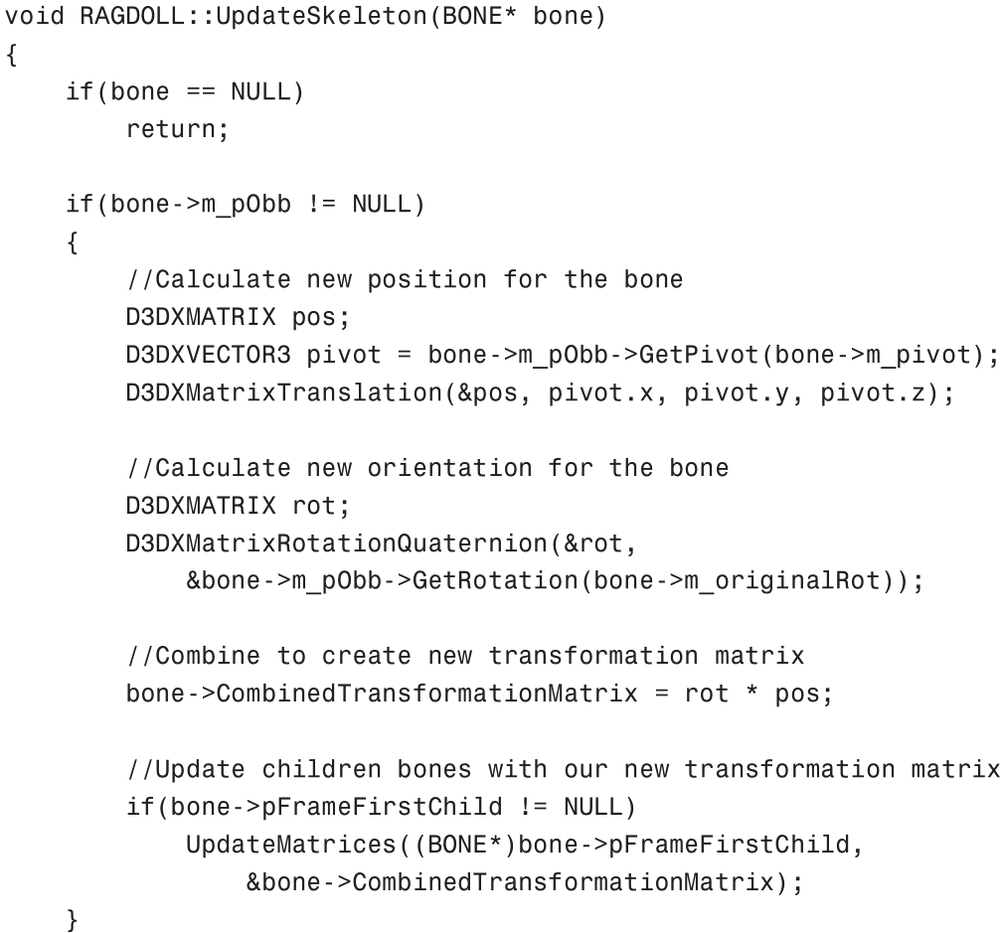 void RAGDOLL::UpdateSkeleton(BONE* bone)
{
    if(bone == NULL)
        return;

    if(bone->m_pObb != NULL)
    {
        //Calculate new position for the bone
        D3DXMATRIX pos;
        D3DXVECTOR3 pivot = bone->m_pObb->GetPivot(bone->m_pivot);
        D3DXMatrixTranslation(&pos, pivot.x, pivot.y, pivot.z);

        //Calculate new orientation for the bone
        D3DXMATRIX rot;
        D3DXMatrixRotationQuaternion(&rot,
            &bone->m_pObb->GetRotation(bone->m_originalRot));

        //Combine to create new transformation matrix
        bone->CombinedTransformationMatrix = rot * pos;

        //Update children bones with our new transformation matrix
        if(bone->pFrameFirstChild != NULL)
            UpdateMatrices((BONE*)bone->pFrameFirstChild,
                &bone->CombinedTransformationMatrix);
    }